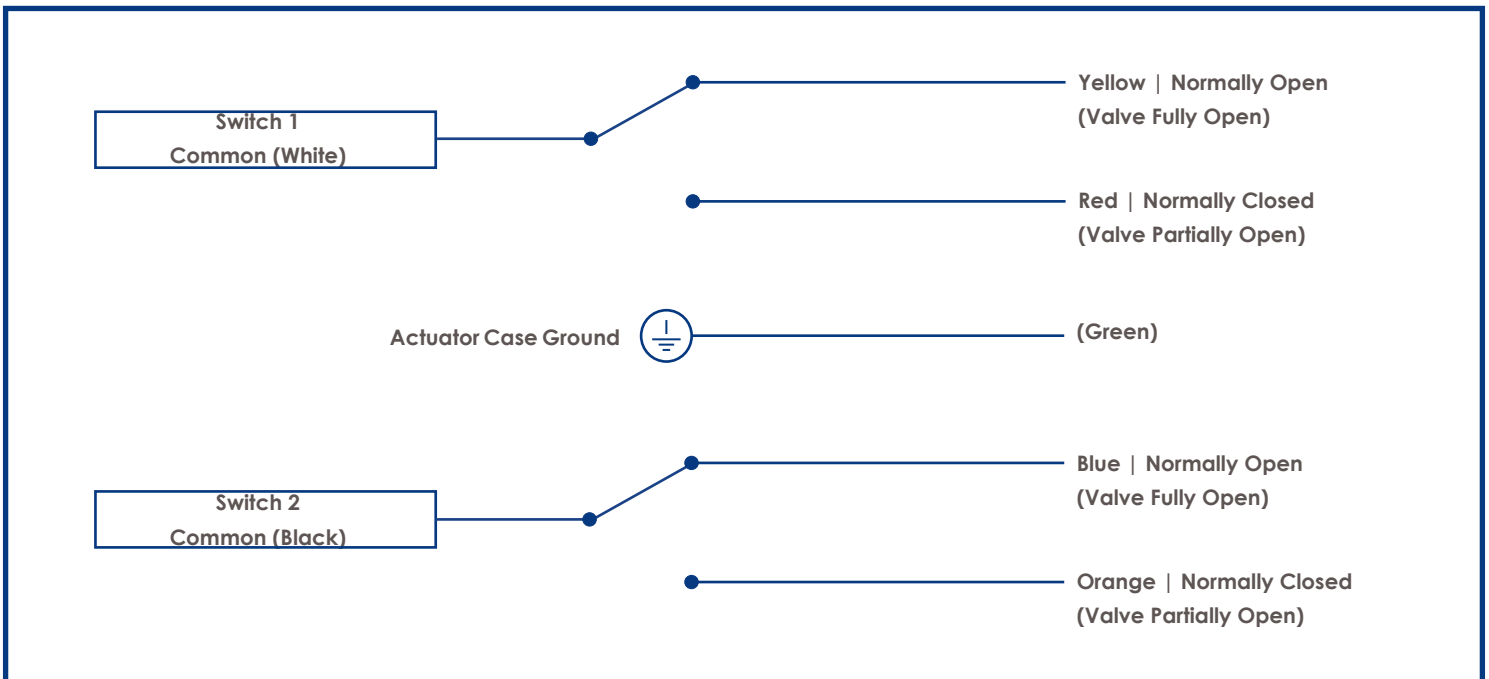 Switch 1
Common (White)
Yellow | Normally Open
(Valve Fully Open)
Red | Normally Closed
(Valve Partially Open)
Actuator Case Ground
(Green)
Switch 2
Common (Black)
Blue | Normally Open
(Valve Fully Open)
Orange | Normally Closed
(Valve Partially Open)